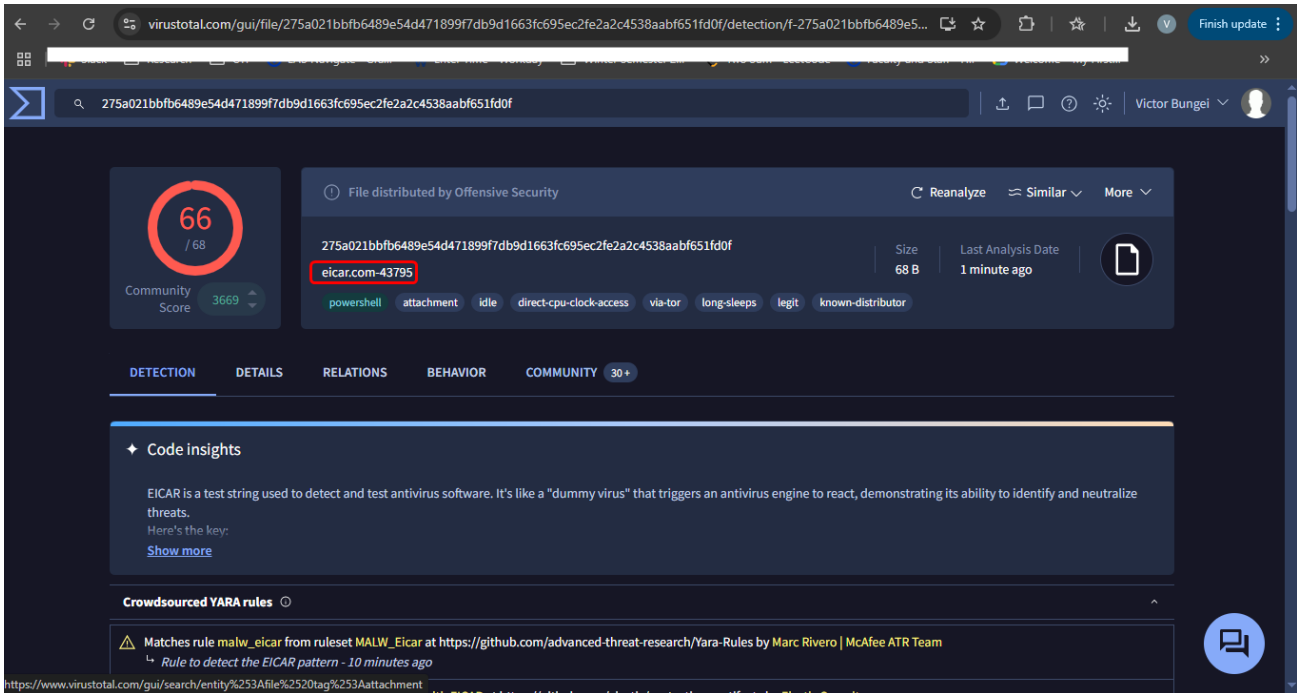 virustotal.com/gui/file/275a021bbfb6489e54d471899f7db9d1663fc695ec2fe2a2c4538aabf651fd0f/detection/f-275a021bbfb6489e5...
V
Finish update
275a021bbfb6489e54d471899f7db9d1663fc695ec2fe2a2c4538aabf651fd0f
Victor Bungei
66
/ 68
Community
Score
3669
File distributed by Offensive Security
Reanalyze
Similar
More
275a021bbfb6489e54d471899f7db9d1663fc695ec2fe2a2c4538aabf651fd0f
eicar.com-43795
Size
68 B
Last Analysis Date
1 minute ago
powershell attachment idle direct-cpu-clock-access via-tor long-sleeps legit known-distributor
DETECTION DETAILS RELATIONS BEHAVIOR COMMUNITY 30+
Code insights
EICAR is a test string used to detect and test antivirus software. It's like a "dummy virus" that triggers an antivirus engine to react, demonstrating its ability to identify and neutralize
threats.
Here's the key:
Show more
Crowdsourced YARA rules
Matches rule malw_eicar from ruleset MALW_Eicar at https://github.com/advanced-threat-research/Yara-Rules by Marc Rivero | McAfee ATR Team
Rule to detect the EICAR pattern - 10 minutes ago
https://www.virustotal.com/gui/search/entity%253Afile%2520tag%253Aattachment